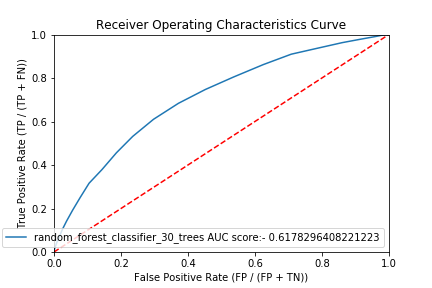 Receiver Operating Characteristics Curve
1.0
0.8
0.6
0.4
0.2
0.0
True Positive Rate (TP / (TP + FN))
random_forest_classifier_30_trees AUC score:- 0.6178296408221223
0.0 0.2 0.4 0.6 0.8 1.0
False Positive Rate (FP / (FP + TN))